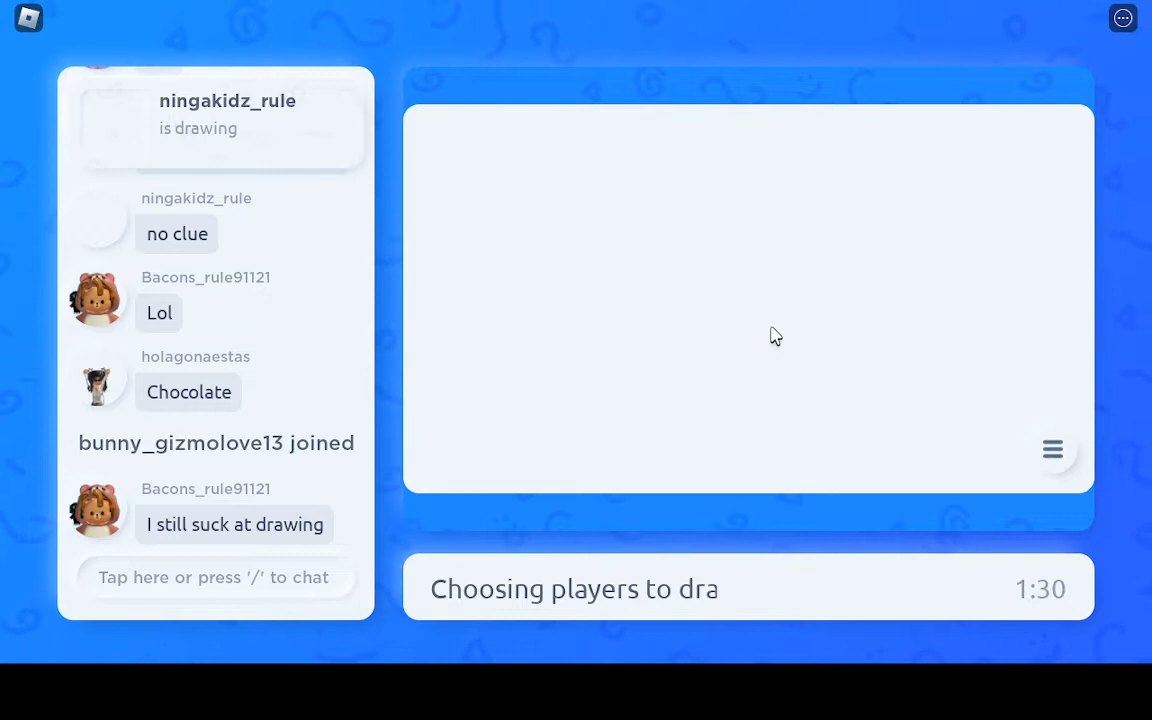 ningakidz_rule
is drawing
ningakidz_rule
no clue
Bacons_rule91121
Lol
holagonaestas
Chocolate
bunny_gizmolove13 joined
Bacons_rule91121
I still suck at drawing
Tap here or press '/' to chat
Choosing players to dra
1:30